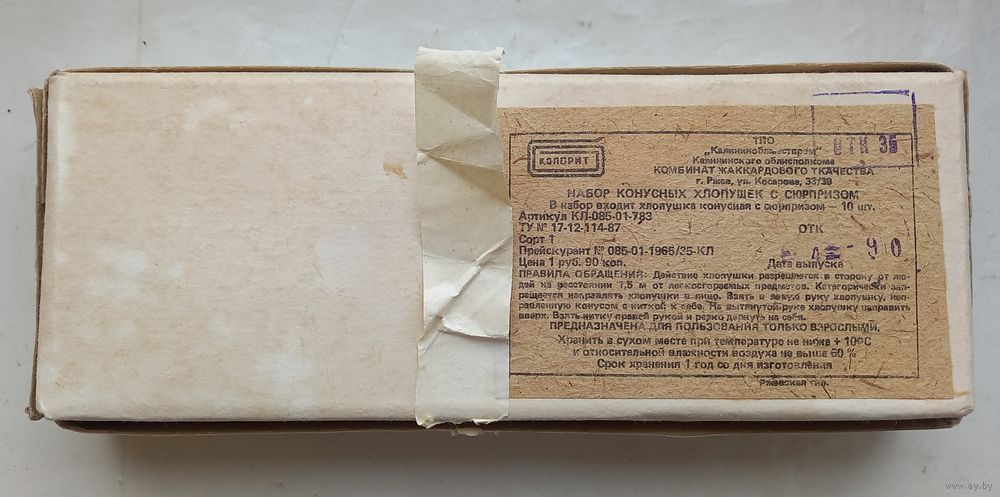 КОЛОРИТ
ТПО
„Калининоблместпром"
Калининского облисполкома
КОМБИНАТ ЖАККАРДОВОГО ТКАЧЕСТВА
г. Ржев, ул. Косарова, 33/39
ОТК 35
НАБОР КОНУСНЫХ ХЛОПУШЕК С СЮРПРИЗОМ
В набор входит хлопушка конусная с сюрпризом — 10 шт.
Артикул КЛ-085-01-783
ТУ № 17-12-114-87
ОТК
Сорт 1
Прейскурант № 085-01-1966/35-КЛ
-90
Цена 1 руб. 90 коп.
Дата выпуска
ПРАВИЛА ОБРАЩЕНИЯ: Действие хлопушки разрешается в сторону от лю-
дей на расстоянии 1,5 м от легкосгораемых предметов. Категорически зап-
рещается направлять хлопушки в лицо. Взять в левую руку хлопушку, нап-
равленную конусом с ниткой к себе. На вытянутой руке хлопушку направить
вверх. Взять нитку правой рукой и резко дернуть на себя.
ПРЕДНАЗНАЧЕНА ДЛЯ ПОЛЬЗОВАНИЯ ТОЛЬКО ВЗРОСЛЫМИ.
Хранить в сухом месте при температуре не ниже + 10°С
и относительной влажности воздуха не выше 60 %
Срок хранения 1 год со дня изготовления
Ржевская тип.
www.ay.by